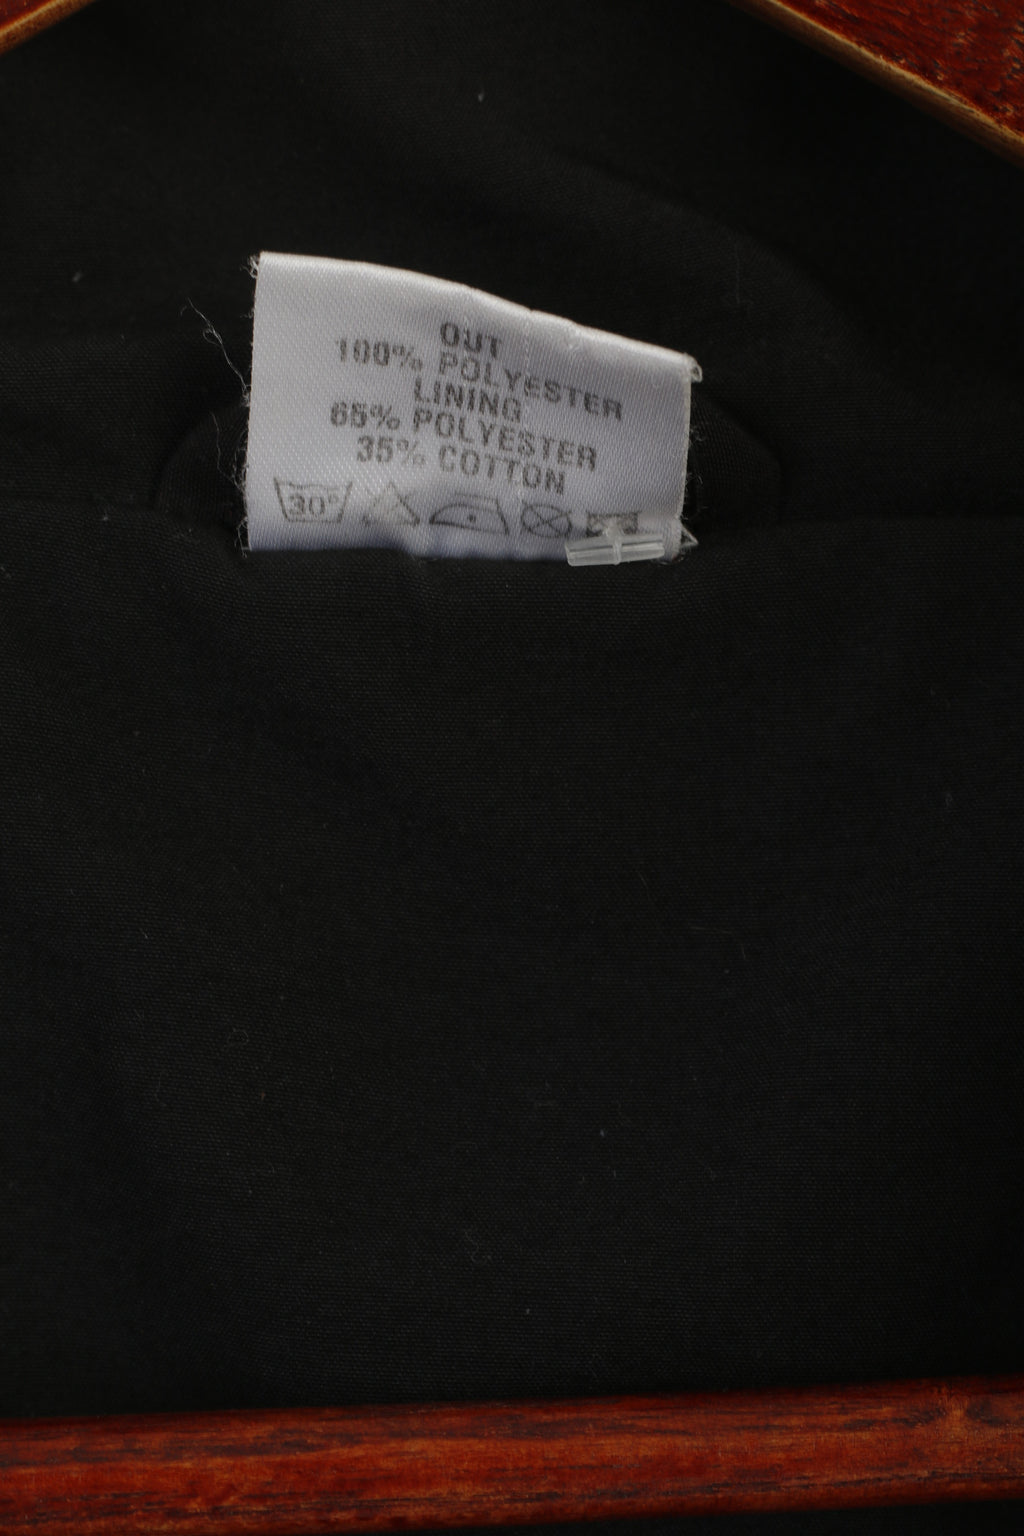 OUT
100% POLYESTER
LINING
65% POLYESTER
35% COTTON
30°